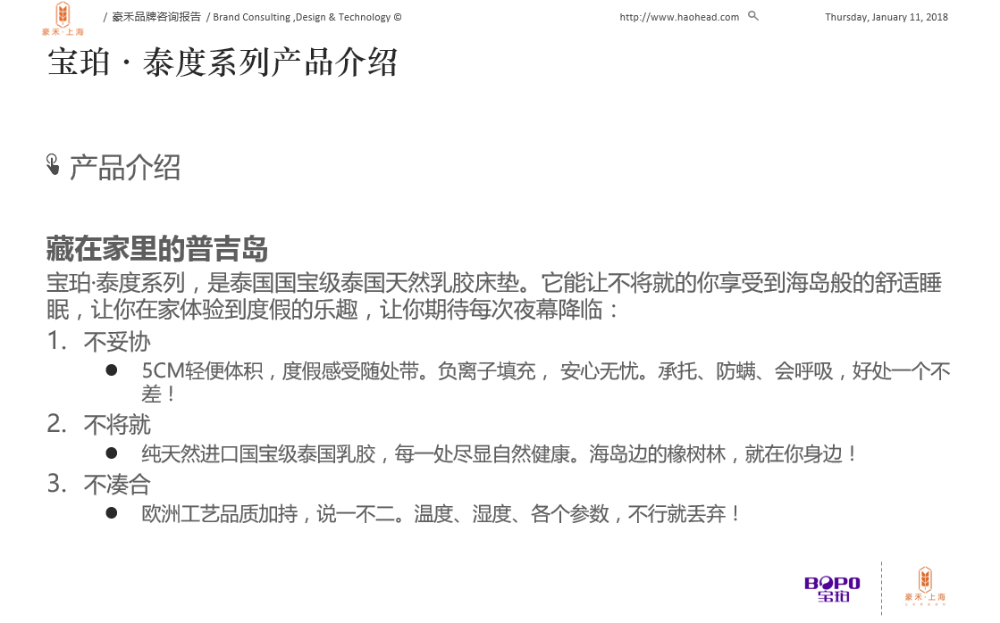 豪禾·上海
/ 豪禾品牌咨询报告 / Brand Consulting ,Design & Technology ©
http://www.haohead.com
Thursday, January 11, 2018
宝珀·泰度系列产品介绍
产品介绍
藏在家里的普吉岛
宝珀·泰度系列，是泰国国宝级泰国天然乳胶床垫。它能让不将就的你享受到海岛般的舒适睡
眠，让你在家体验到度假的乐趣，让你期待每次夜幕降临：
1. 不妥协
● 5CM轻便体积，度假感受随处带。负离子填充， 安心无忧。承托、防螨、会呼吸，好处一个不
差！
2. 不将就
● 纯天然进口国宝级泰国乳胶，每一处尽显自然健康。海岛边的橡树林，就在你身边！
3. 不凑合
● 欧洲工艺品质加持，说一不二。温度、湿度、各个参数，不行就丢弃！
BOPO
宝珀
豪禾·上海